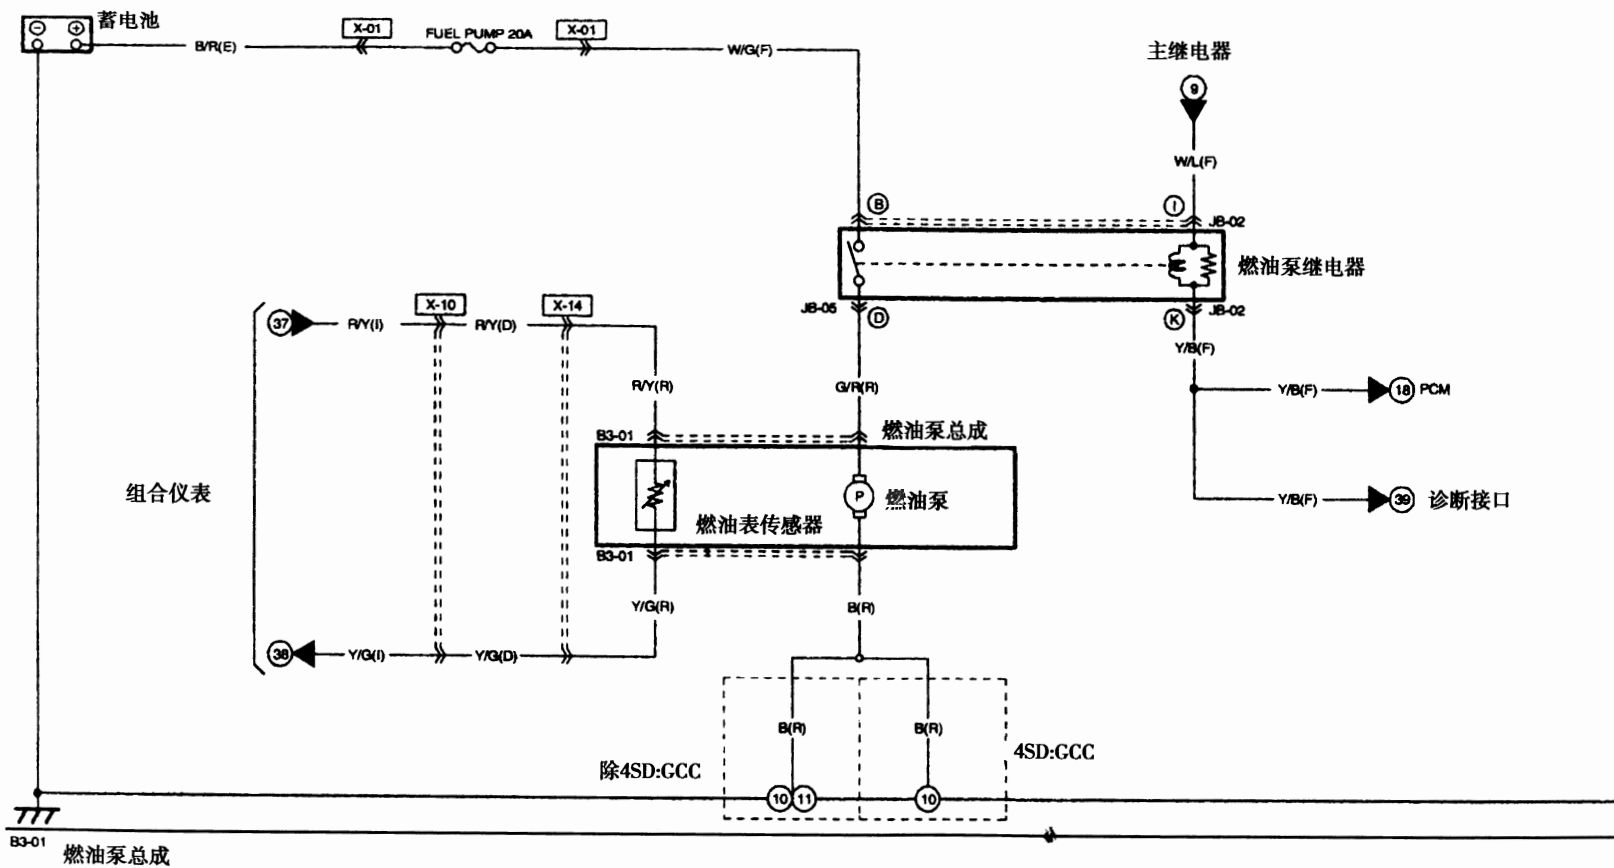 蓄电池
B/R(E)
X-01
FUEL PUMP 20A
X-01
W/G(F)
主继电器
9
W/L(F)
B
I
JB-02
燃油泵继电器
JB-05
D
K
JB-02
Y/B(F)
37
R/Y(I)
X-10
R/Y(D)
X-14
R/Y(R)
G/R(R)
Y/B(F)
18
PCM
B3-01
燃油泵总成
组合仪表
P
燃油泵
燃油表传感器
Y/B(F)
39
诊断接口
B3-01
Y/G(R)
B(R)
38
Y/G(I)
Y/G(D)
B(R)
B(R)
除4SD:GCC
4SD:GCC
10
11
10
B3-01
燃油泵总成